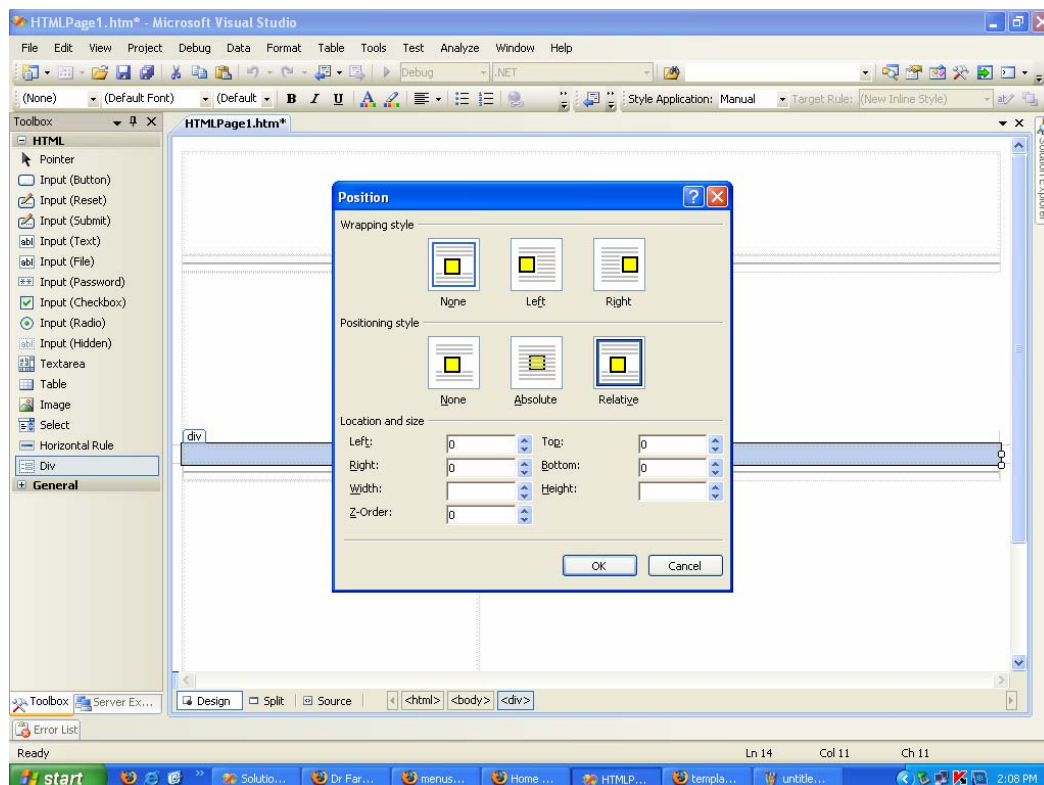 HTMLPage1.htm* - Microsoft Visual Studio
File Edit View Project Debug Data Format Table Tools Test Analyze Window Help
Debug .NET
(None) (Default Font) (Default B I U A Style Application: Manual Target Rule: (New Inline Style)
Toolbox
HTMLPage1.htm*
Solution Explorer
HTML
Pointer
Input (Button)
Input (Reset)
Input (Submit)
abl Input (Text)
abl Input (File)
Input (Password)
Input (Checkbox)
Input (Radio)
abl Input (Hidden)
Textarea
Table
Image
Select
Horizontal Rule
Div
General
div
Position
Wrapping style
None Left Right
Positioning style
None Absolute Relative
Location and size
Left: 0 Top: 0
Right: 0 Bottom: 0
Width: Height:
Z-Order: 0
OK Cancel
Toolbox Server Ex...
Design Split Source <html> <body> <div>
Error List
Ready Ln 14 Col 11 Ch 11
start Solutio... Dr Far... menus... Home ... HTMLP... templa... untitle... 2:08 PM